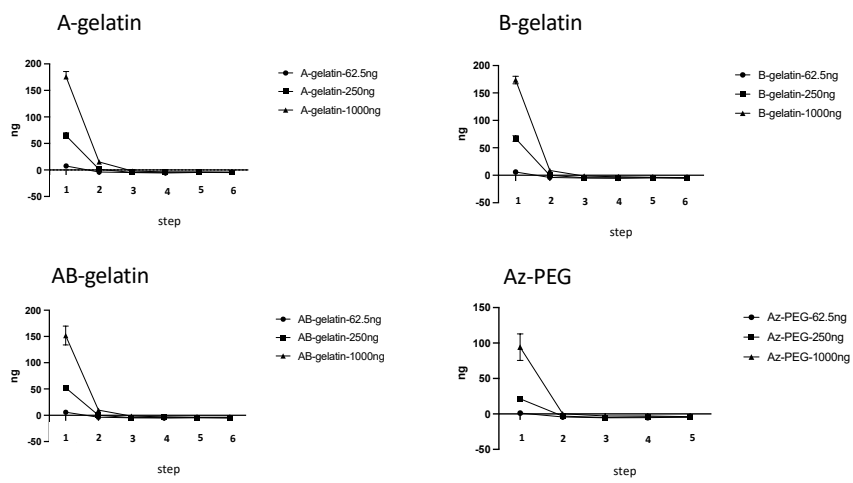 A-gelatin
200
150
100
50
0
-50
ng
1 2 3 4 5 6
step
A-gelatin-62.5ng
A-gelatin-250ng
A-gelatin-1000ng
B-gelatin
200
150
100
50
0
-50
ng
1 2 3 4 5 6
step
B-gelatin-62.5ng
B-gelatin-250ng
B-gelatin-1000ng
AB-gelatin
200
150
100
50
0
-50
ng
1 2 3 4 5 6
step
AB-gelatin-62.5ng
AB-gelatin-250ng
AB-gelatin-1000ng
Az-PEG
150
100
50
0
-50
ng
1 2 3 4 5
step
Az-PEG-62.5ng
Az-PEG-250ng
Az-PEG-1000ng